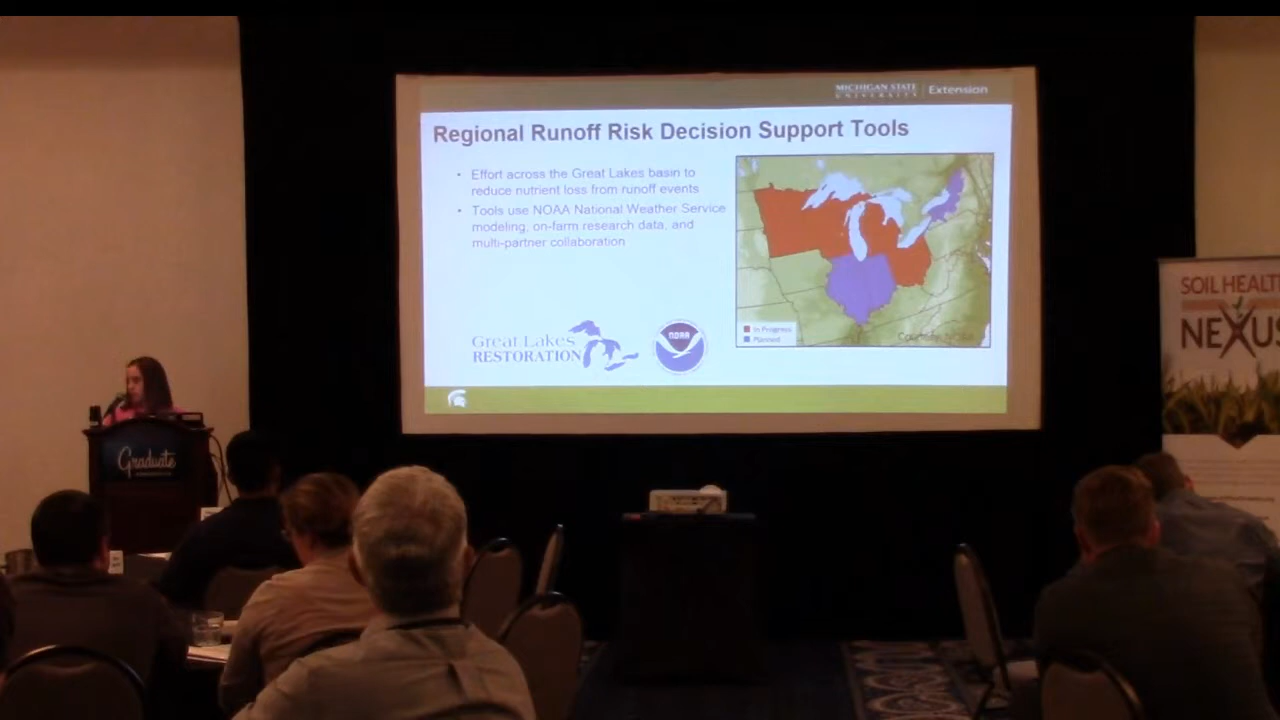 MICHIGAN STATE
UNIVERSITY
Extension
Regional Runoff Risk Decision Support Tools
• Effort across the Great Lakes basin to
reduce nutrient loss from runoff events
• Tools use NOAA National Weather Service
modeling, on-farm research data, and
multi-partner collaboration
In Progress
Planned
Great Lakes
RESTORATION
NOAA
Graduate
SOIL HEALTH
NEXUS